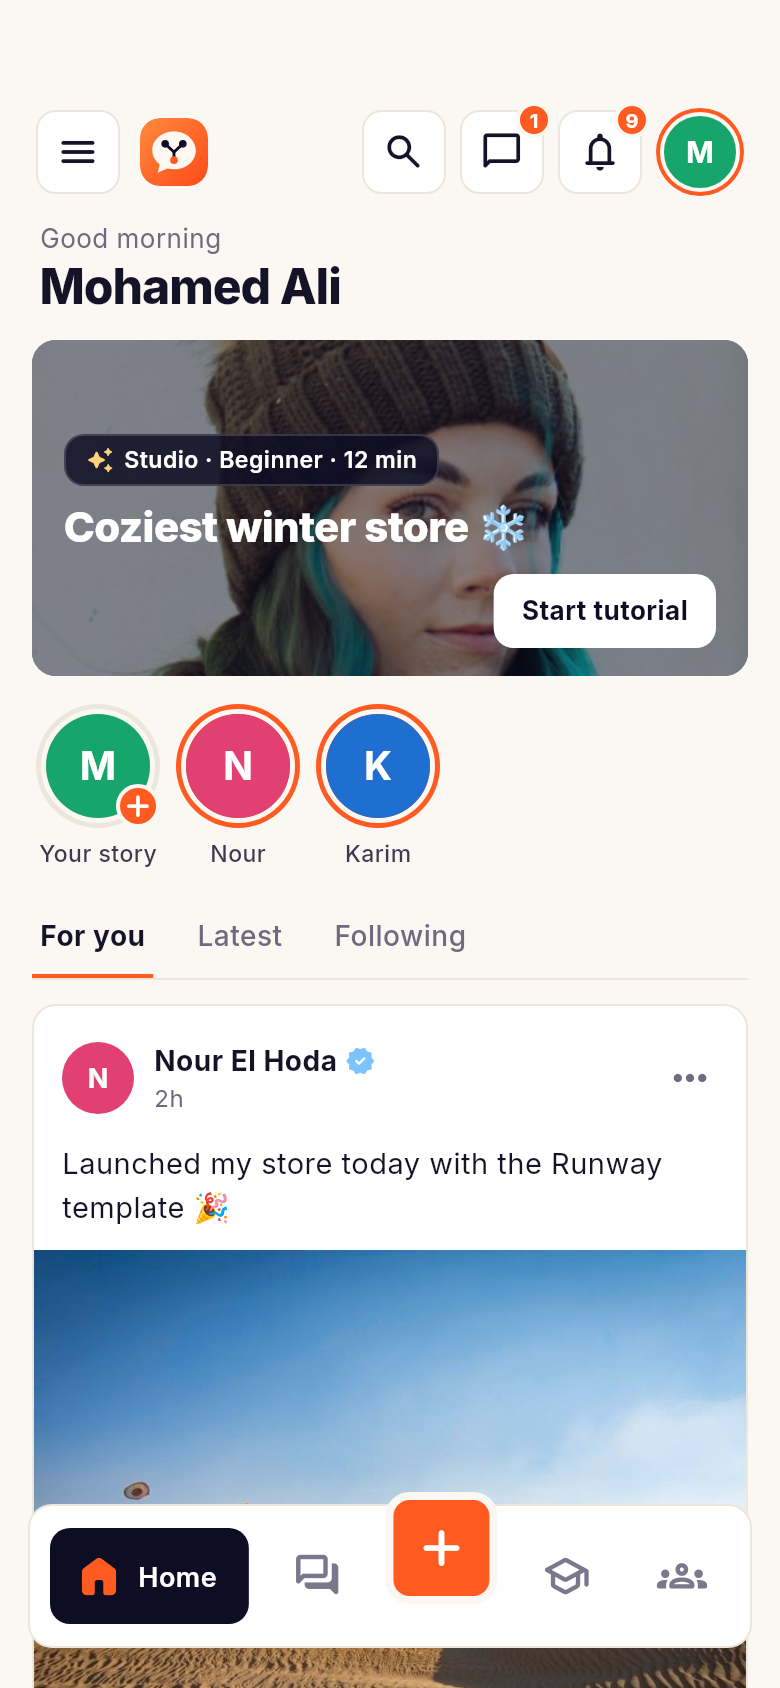 1
9
M
Good morning
Mohamed Ali
Studio · Beginner · 12 min
Coziest winter store ❄️
Start tutorial
M
N
K
Your story
Nour
Karim
For you
Latest
Following
N
Nour El Hoda
2h
Launched my store today with the Runway
template 🎉
Home